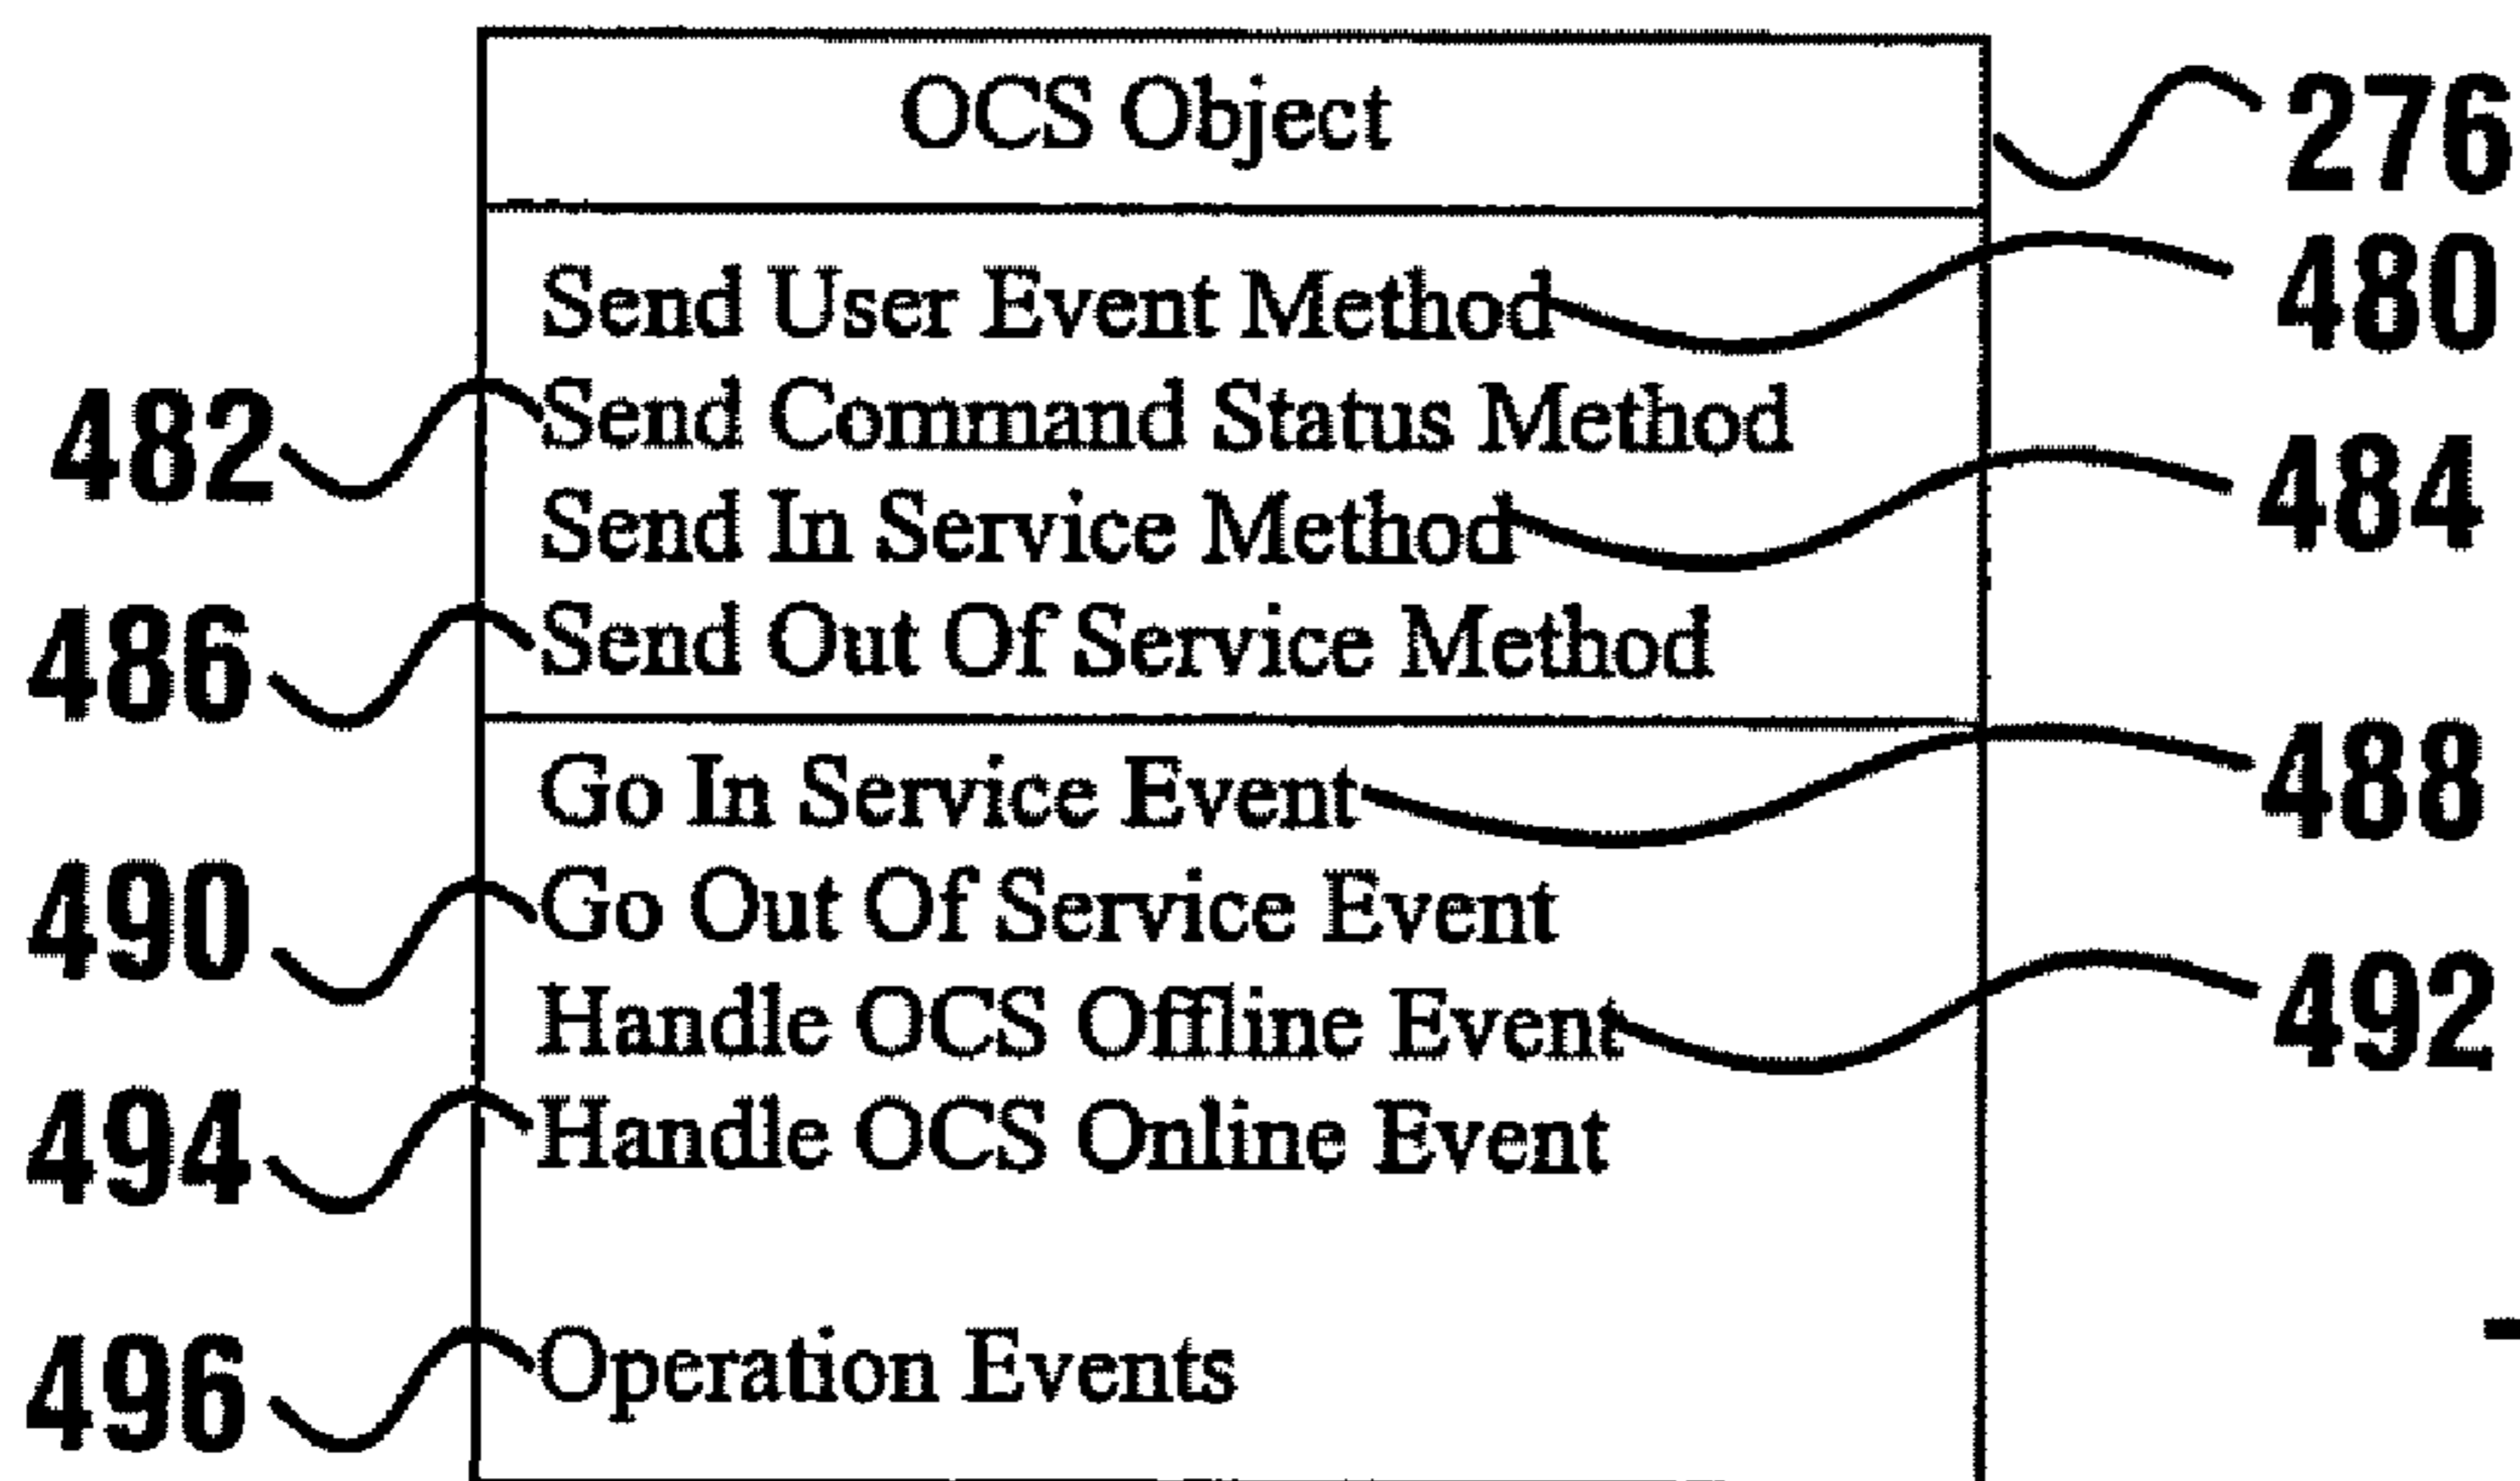 OCS Object 276
Send User Event Method 480
482 Send Command Status Method
Send In Service Method 484
486 Send Out Of Service Method
Go In Service Event 488
490 Go Out Of Service Event
Handle OCS Offline Event 492
494 Handle OCS Online Event
496 Operation Events